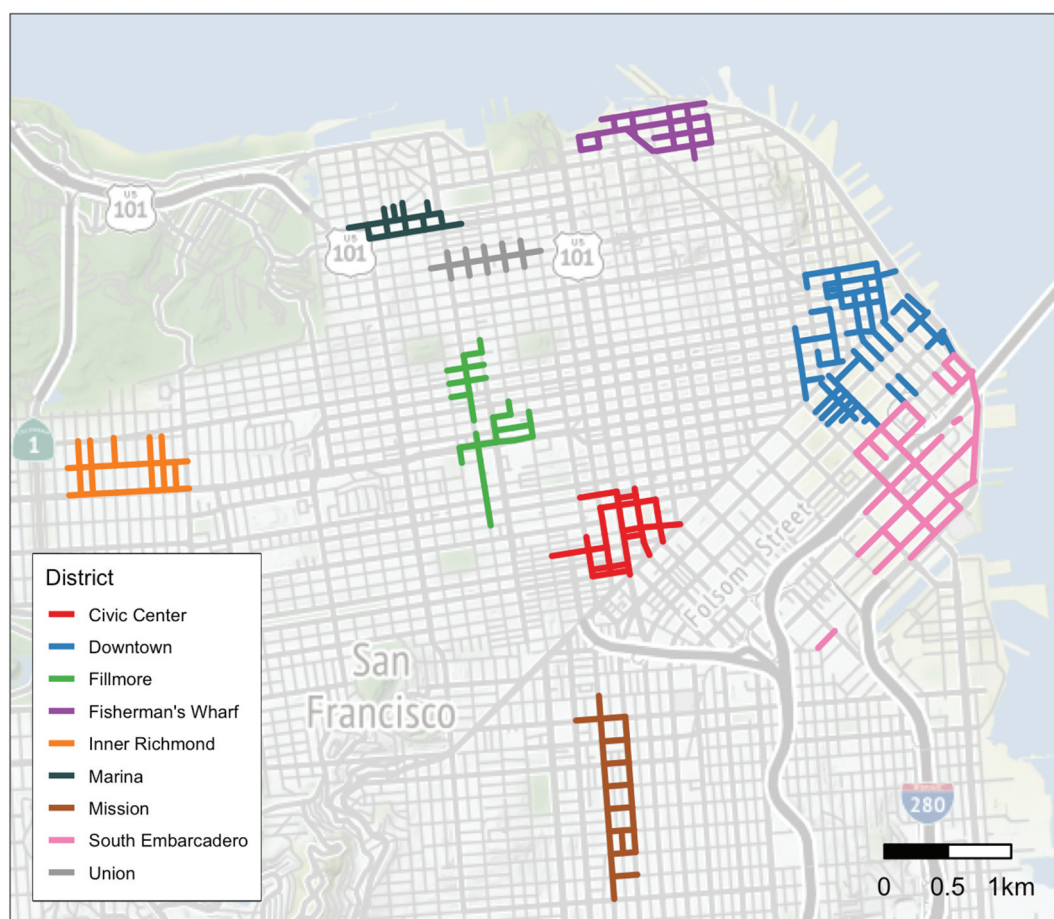 US
101
US
101
US
101
1
Folsom Street
San
Francisco
280
District
Civic Center
Downtown
Fillmore
Fisherman's Wharf
Inner Richmond
Marina
Mission
South Embarcadero
Union
0 0.5 1km